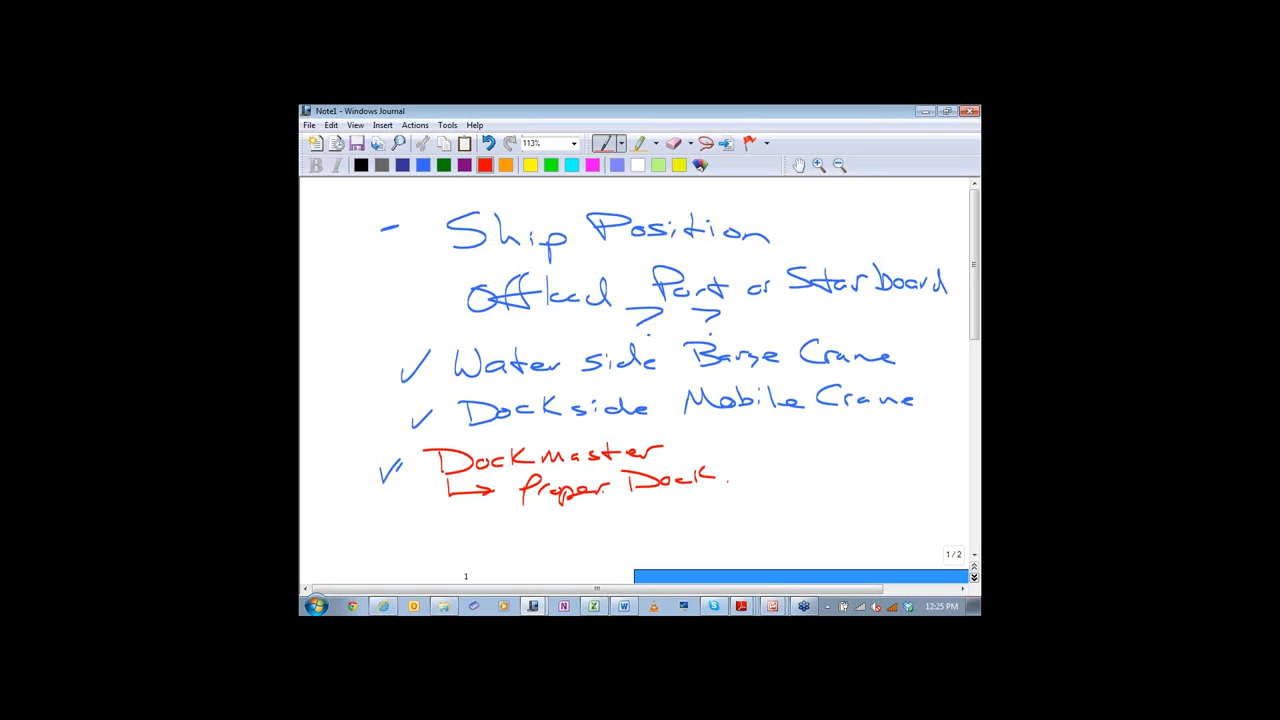 Note1 - Windows Journal
File Edit View Insert Actions Tools Help
113%
B I
- Ship Position
Offload Port or Starboard
? ?
✓ Water side Barge Crane
✓ Dockside Mobile Crane
✓ Dockmaster
↳ Proper Dock.
1 / 2
1
12:25 PM